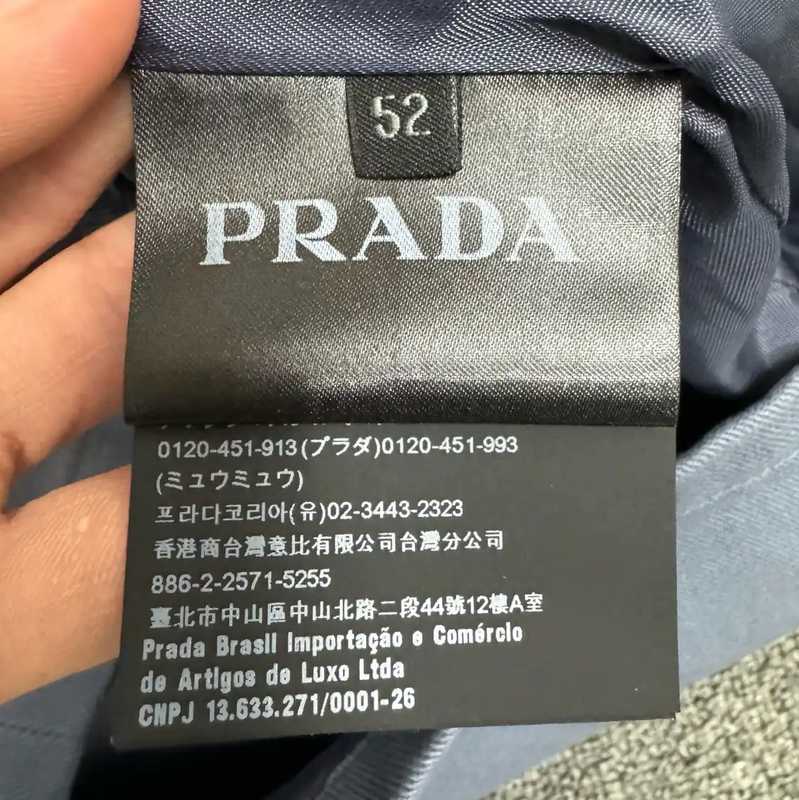 52
PRADA
0120-451-913(プラダ)0120-451-993
(ミュウミュウ)
프라다코리아(유)02-3443-2323
香港商台灣意比有限公司台灣分公司
886-2-2571-5255
臺北市中山區中山北路二段44號12樓A室
Prada Brasil Importação e Comércio
de Artigos de Luxo Ltda
CNPJ 13.633.271/0001-26